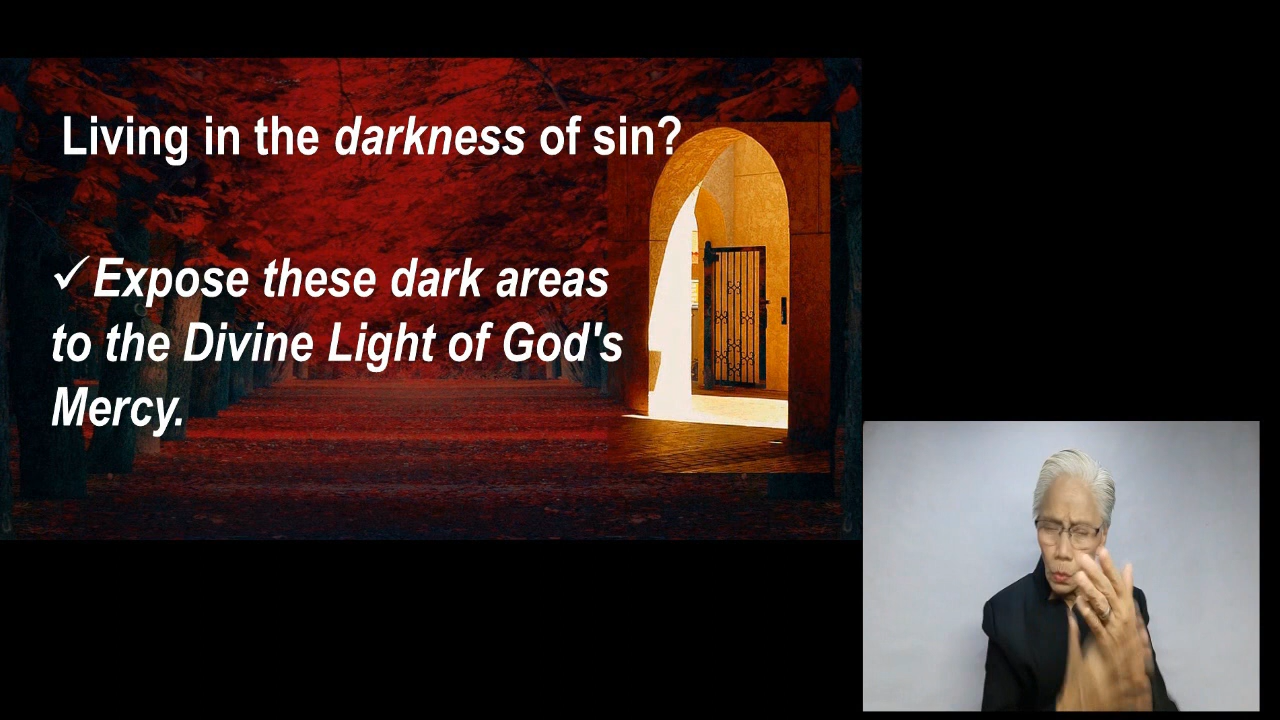 Living in the darkness of sin?
✓Expose these dark areas
to the Divine Light of God's
Mercy.